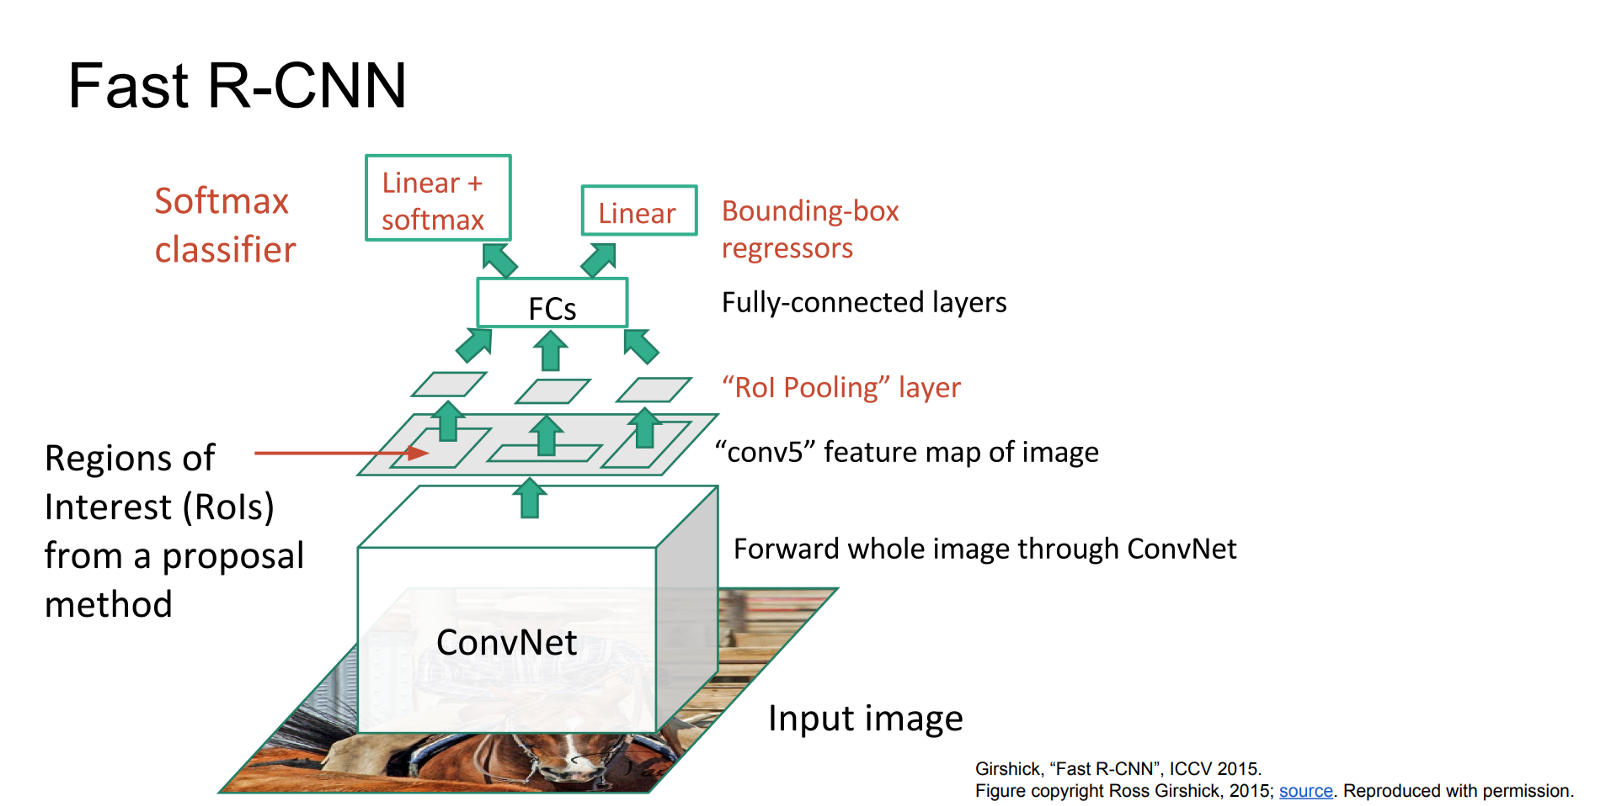 Fast R-CNN
Softmax
classifier
Linear +
softmax
Linear
Bounding-box
regressors
FCs
Fully-connected layers
“RoI Pooling” layer
Regions of
Interest (RoIs)
from a proposal
method
“conv5” feature map of image
Forward whole image through ConvNet
ConvNet
Input image
Girshick, “Fast R-CNN”, ICCV 2015.
Figure copyright Ross Girshick, 2015; source. Reproduced with permission.